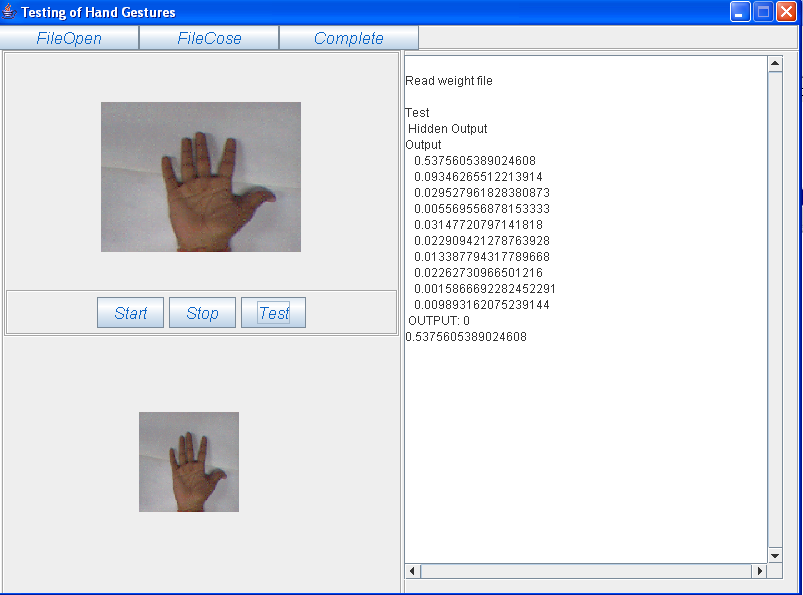 Testing of Hand Gestures
FileOpen FileCose Complete
Start Stop Test
Read weight file
Test
Hidden Output
Output
0.5375605389024608
0.09346265512213914
0.029527961828380873
0.005569556878153333
0.03147720797141818
0.022909421278763928
0.013387794317789668
0.02262730966501216
0.0015866692282452291
0.009893162075239144
OUTPUT: 0
0.5375605389024608